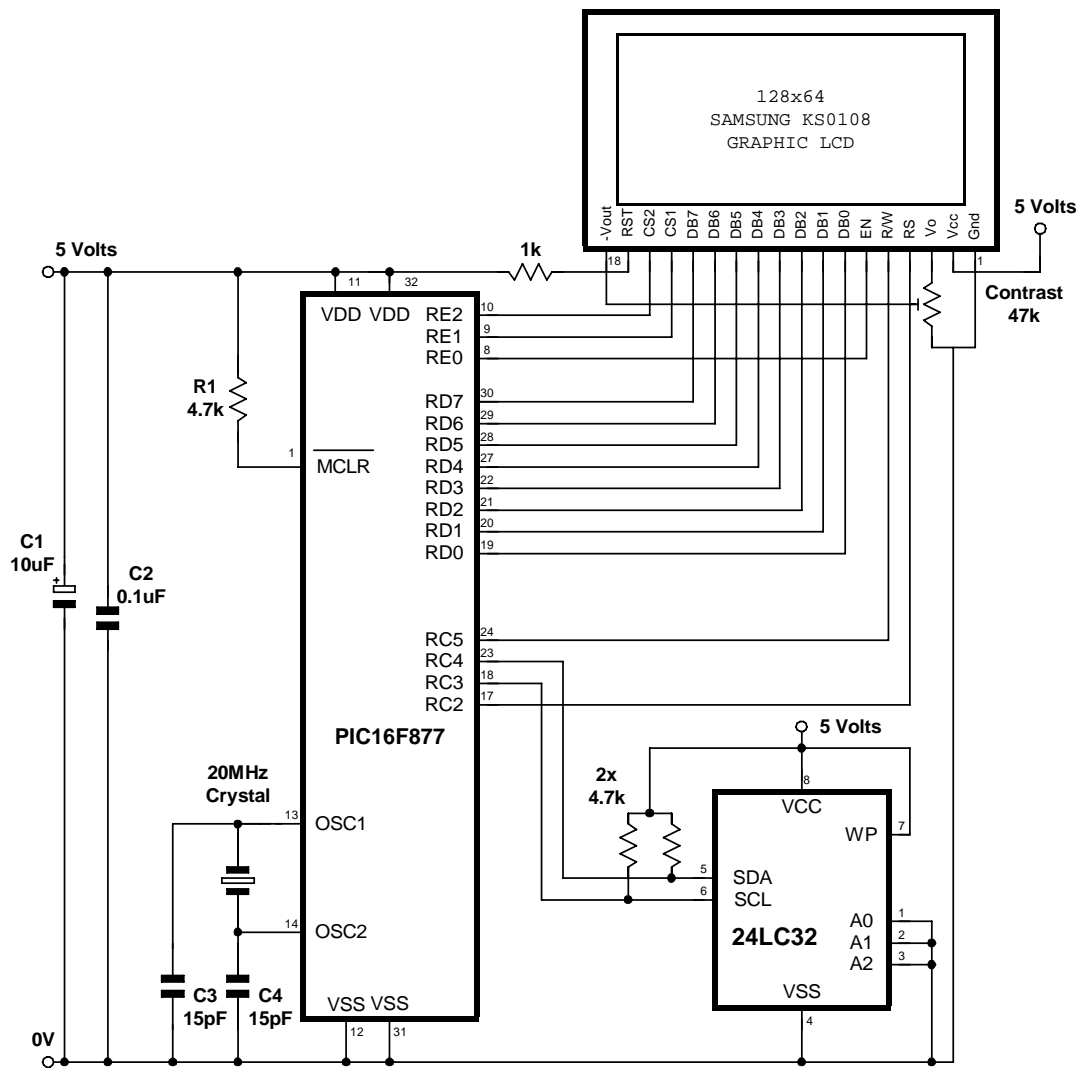 128x64
SAMSUNG KS0108
GRAPHIC LCD
-Vout
RST
CS2
CS1
DB7
DB6
DB5
DB4
DB3
DB2
DB1
DB0
EN
R/W
RS
Vo
Vcc
Gnd
18
1
5 Volts
Contrast
47k
5 Volts
1k
11
32
VDD VDD
RE2 10
RE1 9
RE0 8
R1
4.7k
RD7 30
RD6 29
RD5 28
1
MCLR
RD4 27
RD3 22
RD2 21
RD1 20
RD0 19
C1
10uF
+
C2
0.1uF
RC5 24
RC4 23
RC3 18
RC2 17
PIC16F877
5 Volts
20MHz
Crystal
2x
4.7k
8
VCC
13 OSC1
WP 7
5 SDA
6 SCL
14 OSC2
24LC32
A0 1
A1 2
A2 3
C3
15pF
C4
15pF
VSS VSS
12
31
VSS
4
0V